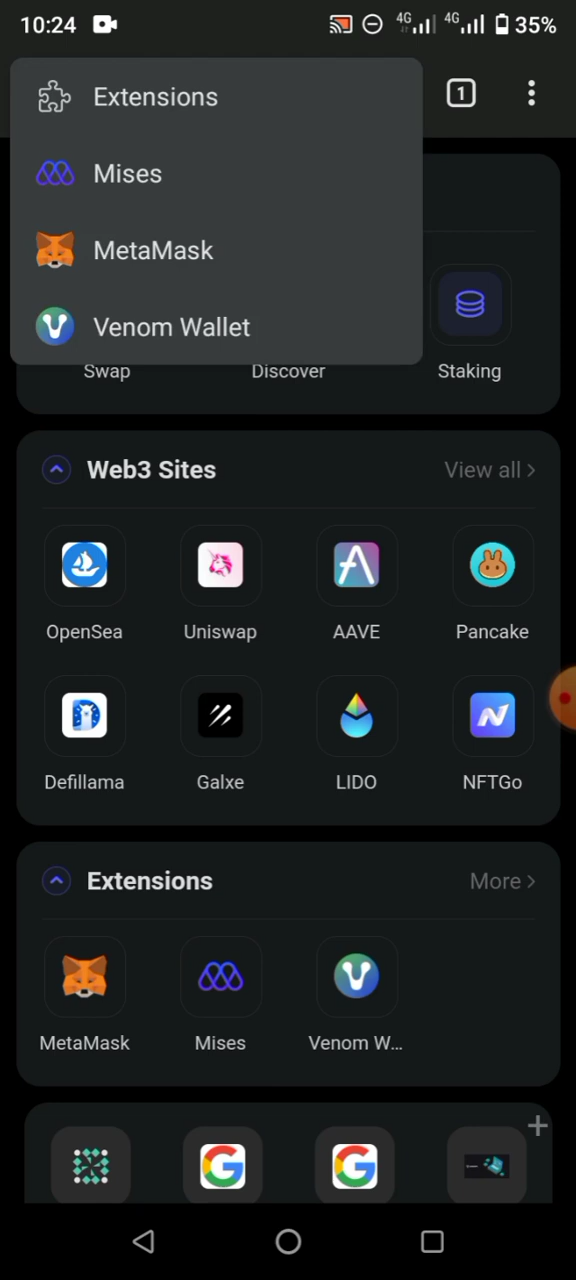 10:24 4G 4G 35%
Extensions
1
Mises
MetaMask
Venom Wallet
Swap Discover Staking
Web3 Sites View all >
OpenSea Uniswap AAVE Pancake
Defillama Galxe LIDO NFTGo
Extensions More >
MetaMask Mises Venom W...